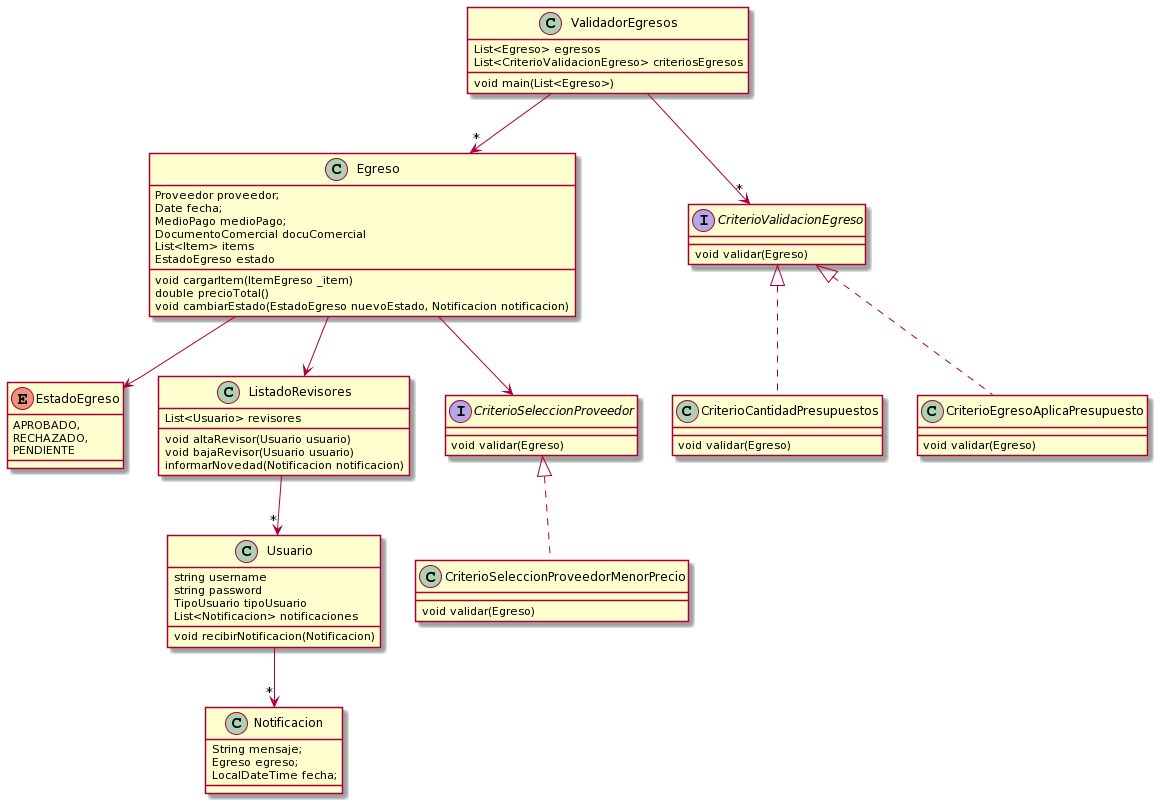 C ValidadorEgresos
List<Egreso> egresos
List<CriterioValidacionEgreso> criteriosEgresos
void main(List<Egreso>)
*
*
C Egreso
Proveedor proveedor;
Date fecha;
MedioPago medioPago;
DocumentoComercial docuComercial
List<Item> items
EstadoEgreso estado
void cargarItem(ItemEgreso _item)
double precioTotal()
void cambiarEstado(EstadoEgreso nuevoEstado, Notificacion notificacion)
I CriterioValidacionEgreso
void validar(Egreso)
E EstadoEgreso
APROBADO,
RECHAZADO,
PENDIENTE
C ListadoRevisores
List<Usuario> revisores
void altaRevisor(Usuario usuario)
void bajaRevisor(Usuario usuario)
informarNovedad(Notificacion notificacion)
I CriterioSeleccionProveedor
void validar(Egreso)
C CriterioCantidadPresupuestos
void validar(Egreso)
C CriterioEgresoAplicaPresupuesto
void validar(Egreso)
*
C Usuario
string username
string password
TipoUsuario tipoUsuario
List<Notificacion> notificaciones
void recibirNotificacion(Notificacion)
C CriterioSeleccionProveedorMenorPrecio
void validar(Egreso)
*
C Notificacion
String mensaje;
Egreso egreso;
LocalDateTime fecha;